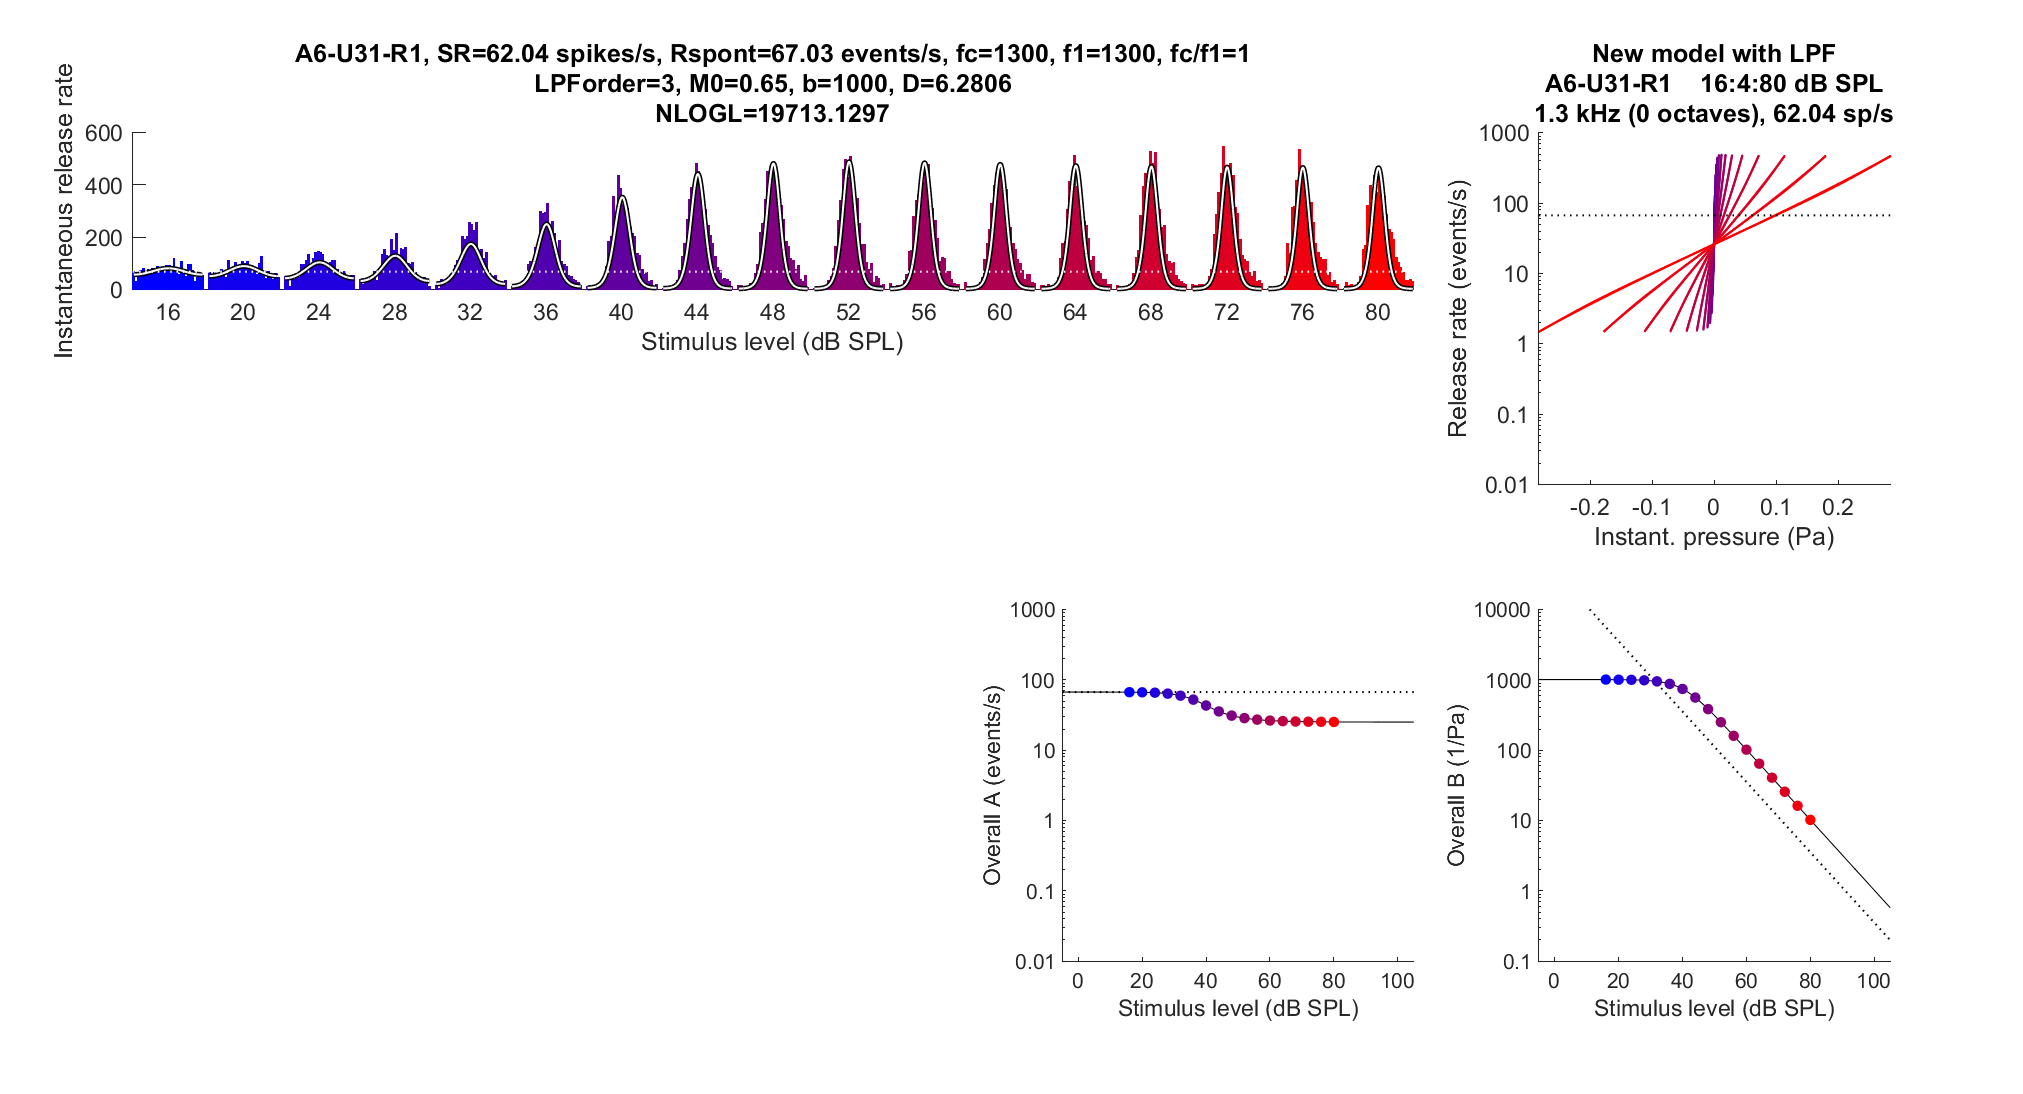 A6-U31-R1, SR=62.04 spikes/s, Rspont=67.03 events/s, fc=1300, f1=1300, fc/f1=1
LPForder=3, M0=0.65, b=1000, D=6.2806
NLOGL=19713.1297
Instantaneous release rate
600
400
200
0
16 20 24 28 32 36 40 44 48 52 56 60 64 68 72 76 80
Stimulus level (dB SPL)
New model with LPF
A6-U31-R1 16:4:80 dB SPL
1.3 kHz (0 octaves), 62.04 sp/s
Release rate (events/s)
1000
100
10
1
0.1
0.01
-0.2 -0.1 0 0.1 0.2
Instant. pressure (Pa)
Overall A (events/s)
1000
100
10
1
0.1
0.01
0 20 40 60 80 100
Stimulus level (dB SPL)
Overall B (1/Pa)
10000
1000
100
10
1
0.1
0 20 40 60 80 100
Stimulus level (dB SPL)